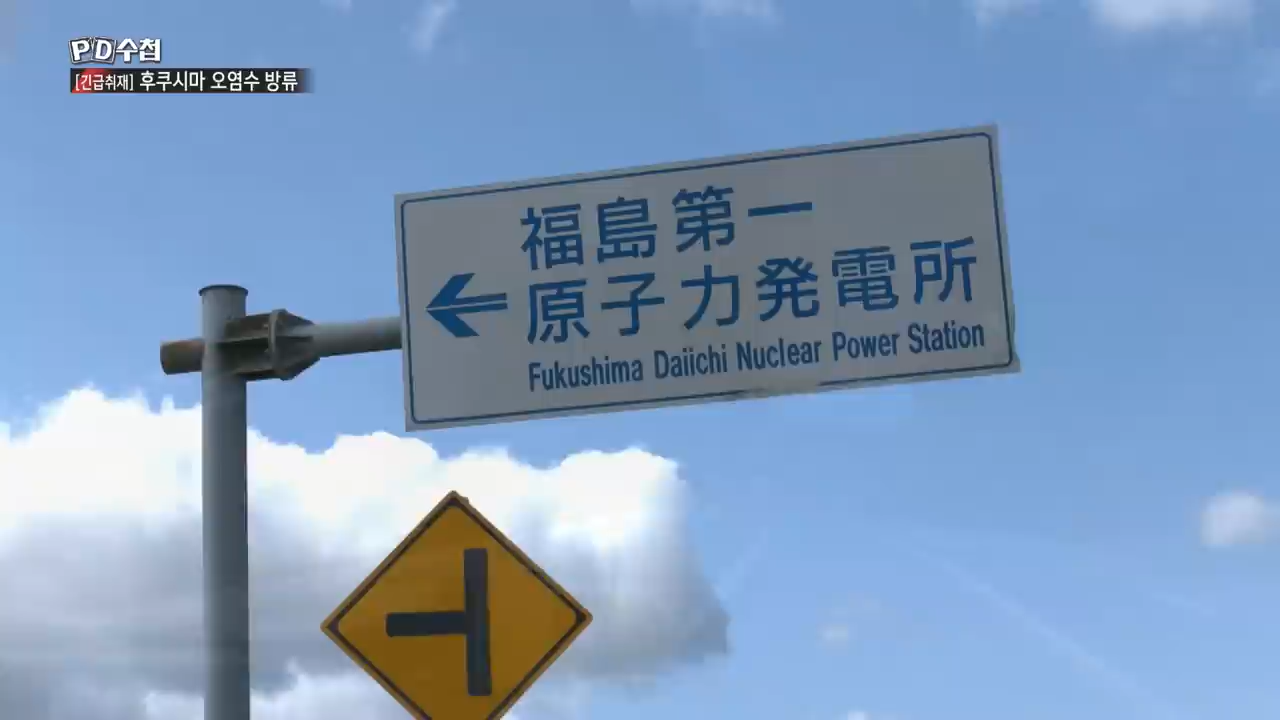 PD수첩
[긴급취재] 후쿠시마 오염수 방류
福島第一
原子力発電所
Fukushima Daiichi Nuclear Power Station